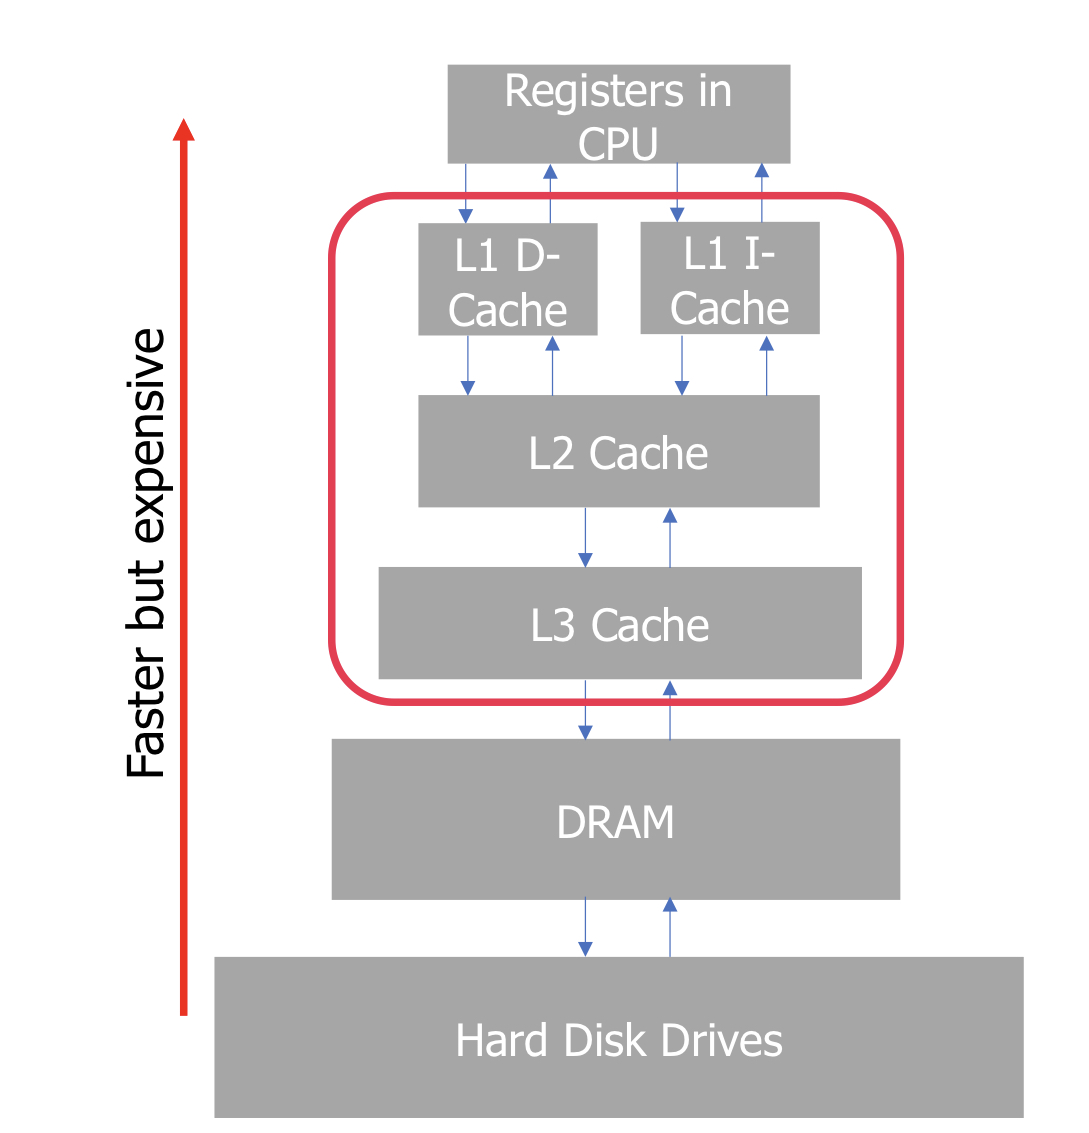 Registers in
CPU
L1 D-
Cache
L1 I-
Cache
L2 Cache
L3 Cache
DRAM
Hard Disk Drives
Faster but expensive